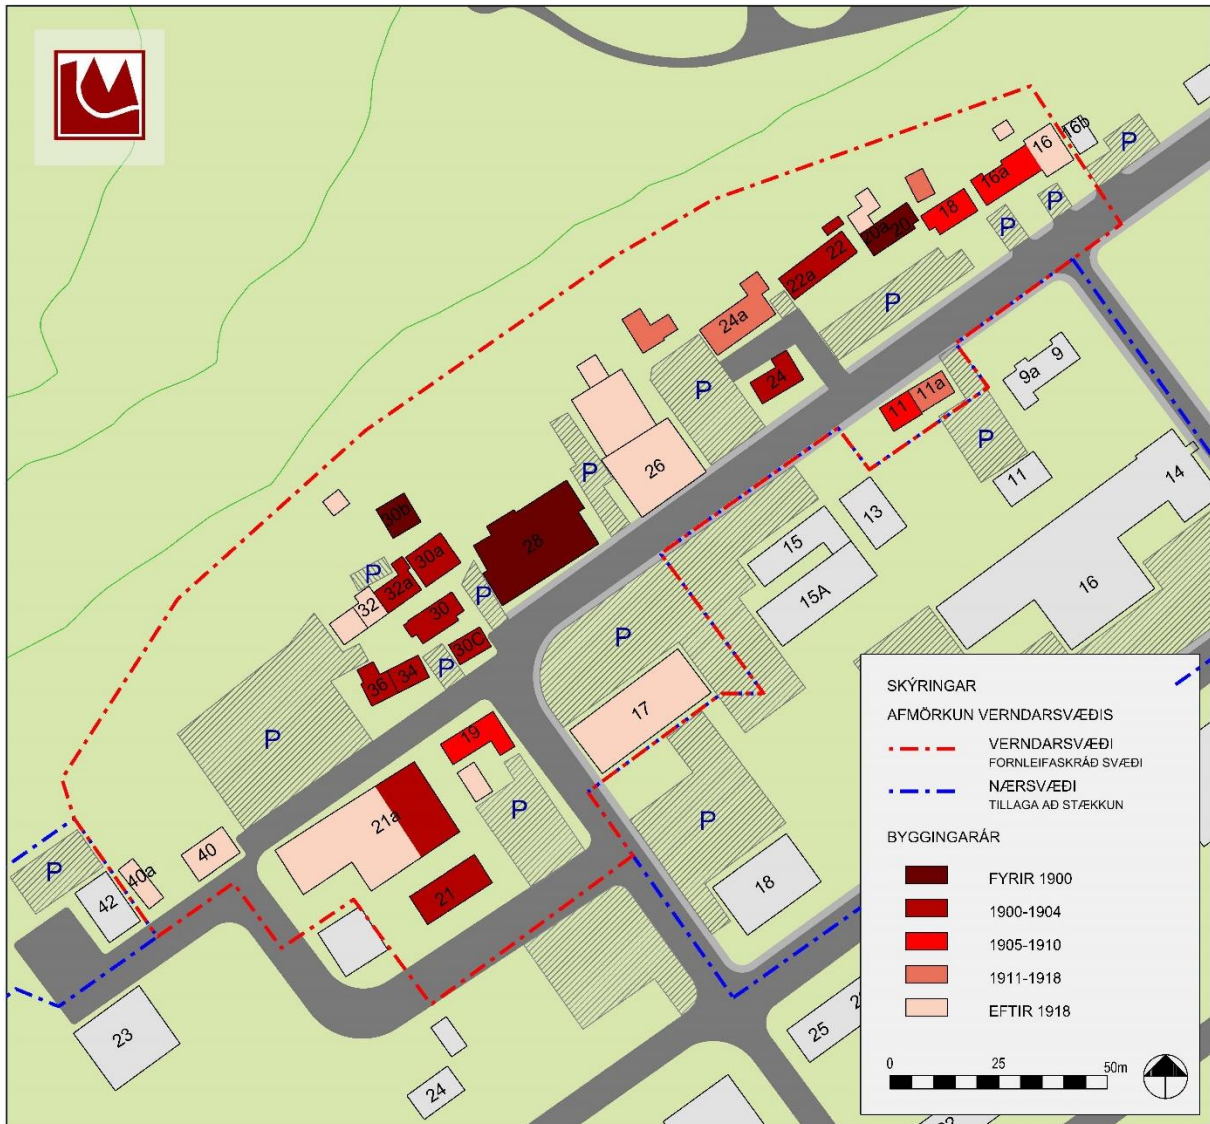 16b
P
16
16a
P
18
P
20
20a
22
22a
P
24a
9
9a
24
P
11a
11
P
14
26
P
11
13
30b
28
15
30a
P
32a
15A
16
32
P
30
P
30C
P
34
36
17
P
19
P
21a
P
40
P
40a
18
42
21
23
25
24
SKÝRINGAR
AFMÖRKUN VERNDARSVÆÐIS
VERNDARSVÆÐI
FORNLEIFASKRÁÐ SVÆÐI
NÆRSVÆÐI
TILLAGA AÐ STÆKKUN
BYGGINGARÁR
FYRIR 1900
1900-1904
1905-1910
1911-1918
EFTIR 1918
0 25 50m